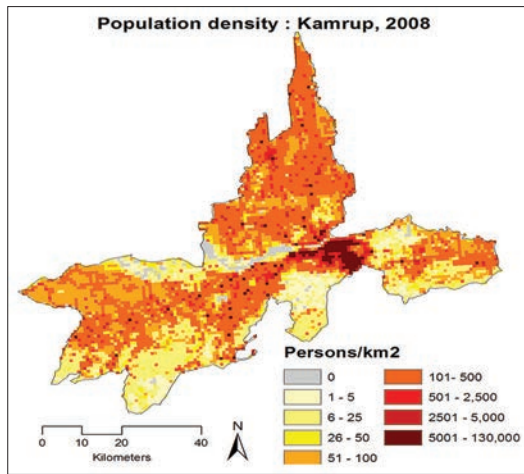 Population density : Kamrup, 2008
Persons/km2
0
1 - 5
6 - 25
26 - 50
51 - 100
101- 500
501 - 2,500
2501 - 5,000
5001 - 130,000
0 10 20 40
Kilometers
N